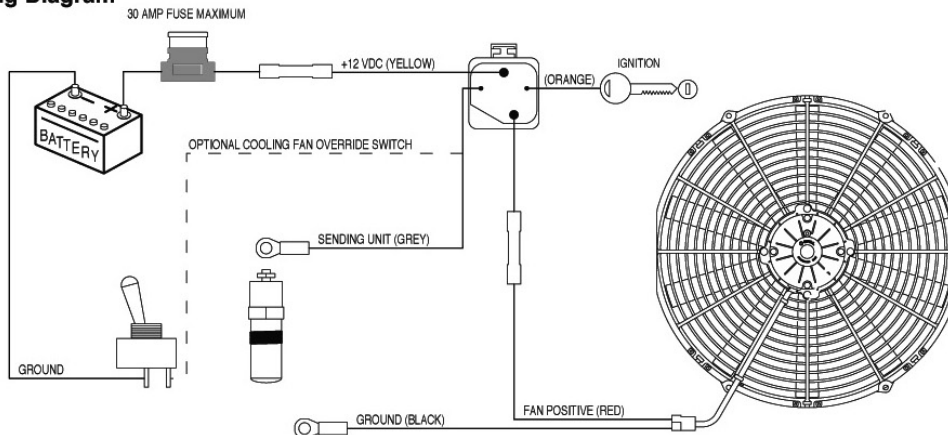 30 AMP FUSE MAXIMUM
+12 VDC (YELLOW)
IGNITION
(ORANGE)
BATTERY
OPTIONAL COOLING FAN OVERRIDE SWITCH
SENDING UNIT (GREY)
GROUND
GROUND (BLACK)
FAN POSITIVE (RED)